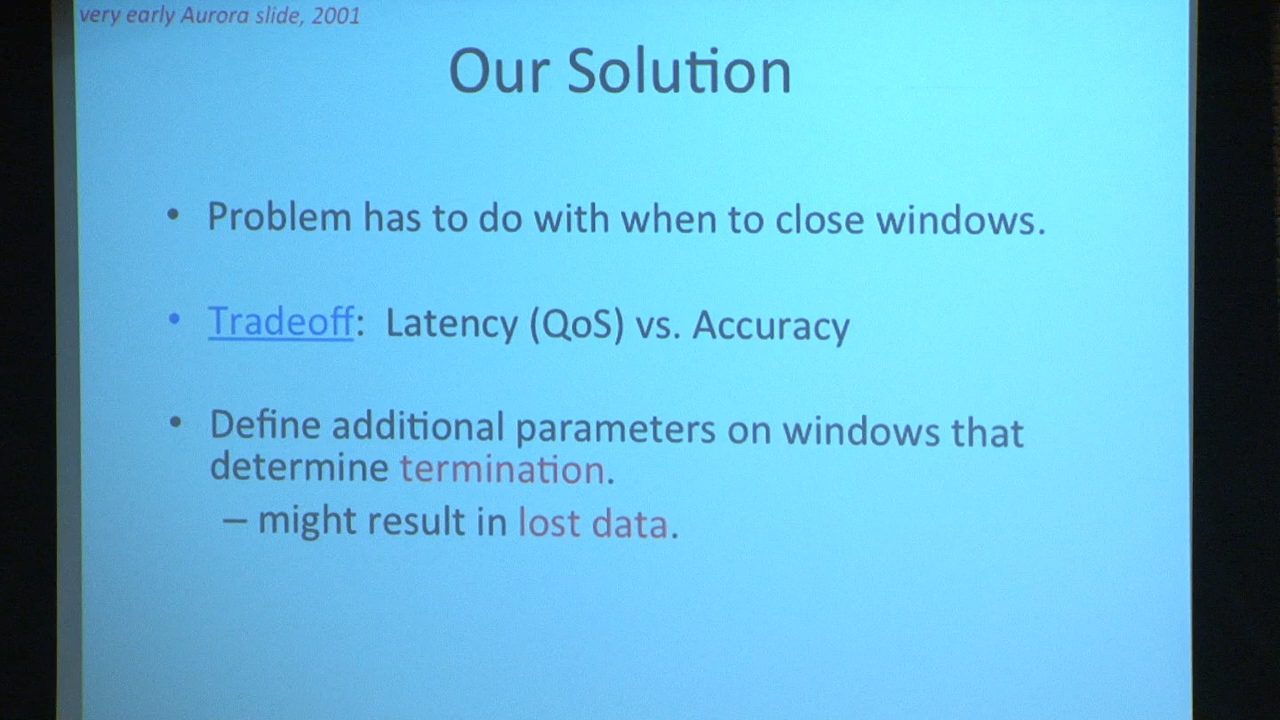 very early Aurora slide, 2001
Our Solution
• Problem has to do with when to close windows.
• Tradeoff: Latency (QoS) vs. Accuracy
• Define additional parameters on windows that
determine termination.
– might result in lost data.